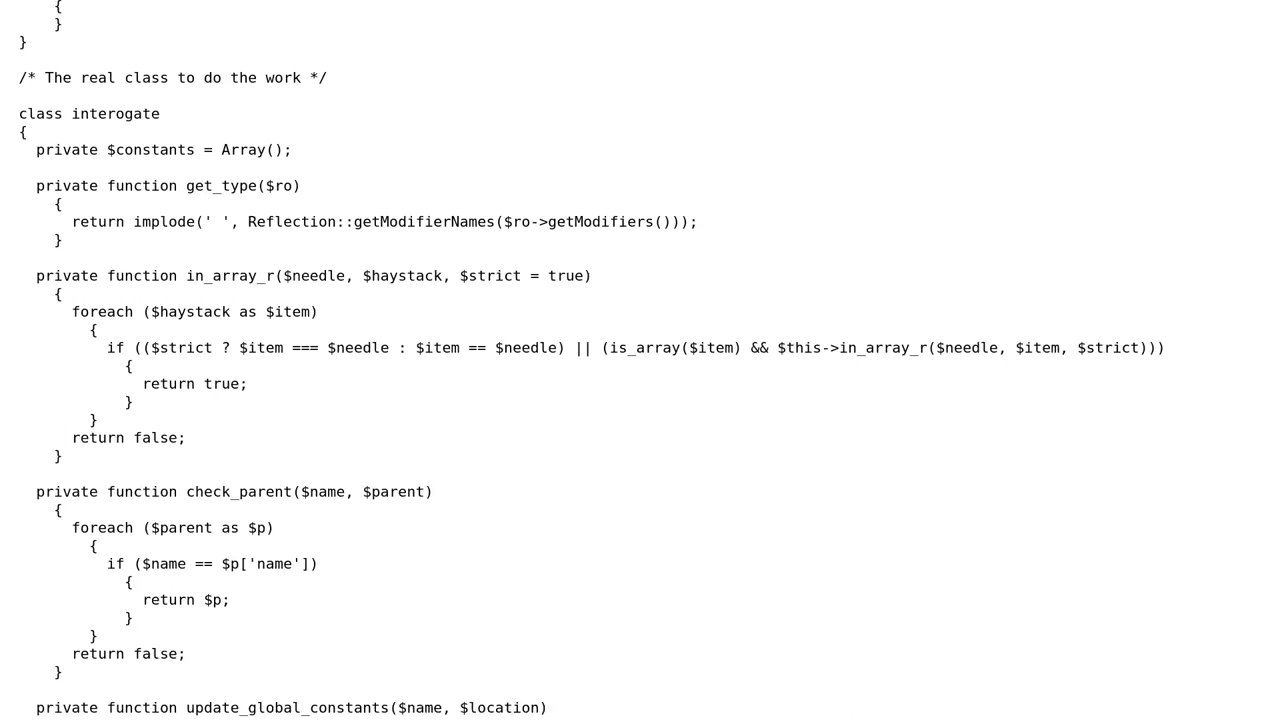 {
    }
}

/* The real class to do the work */

class interogate
{
  private $constants = Array();

  private function get_type($ro)
    {
      return implode(' ', Reflection::getModifierNames($ro->getModifiers()));
    }

  private function in_array_r($needle, $haystack, $strict = true)
    {
      foreach ($haystack as $item)
        {
          if (($strict ? $item === $needle : $item == $needle) || (is_array($item) && $this->in_array_r($needle, $item, $strict)))
            {
              return true;
            }
        }
      return false;
    }

  private function check_parent($name, $parent)
    {
      foreach ($parent as $p)
        {
          if ($name == $p['name'])
            {
              return $p;
            }
        }
      return false;
    }

  private function update_global_constants($name, $location)